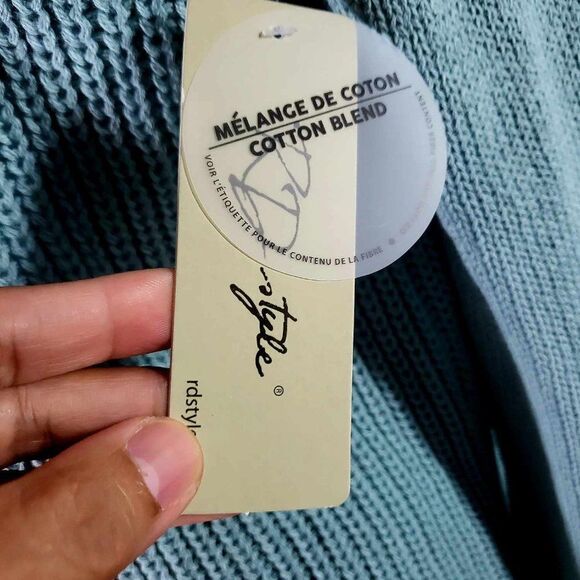 MÉLANGE DE COTON
COTTON BLEND
VOIR L'ÉTIQUETTE POUR LE CONTENU DE LA FIBRE
style®
rdstyle